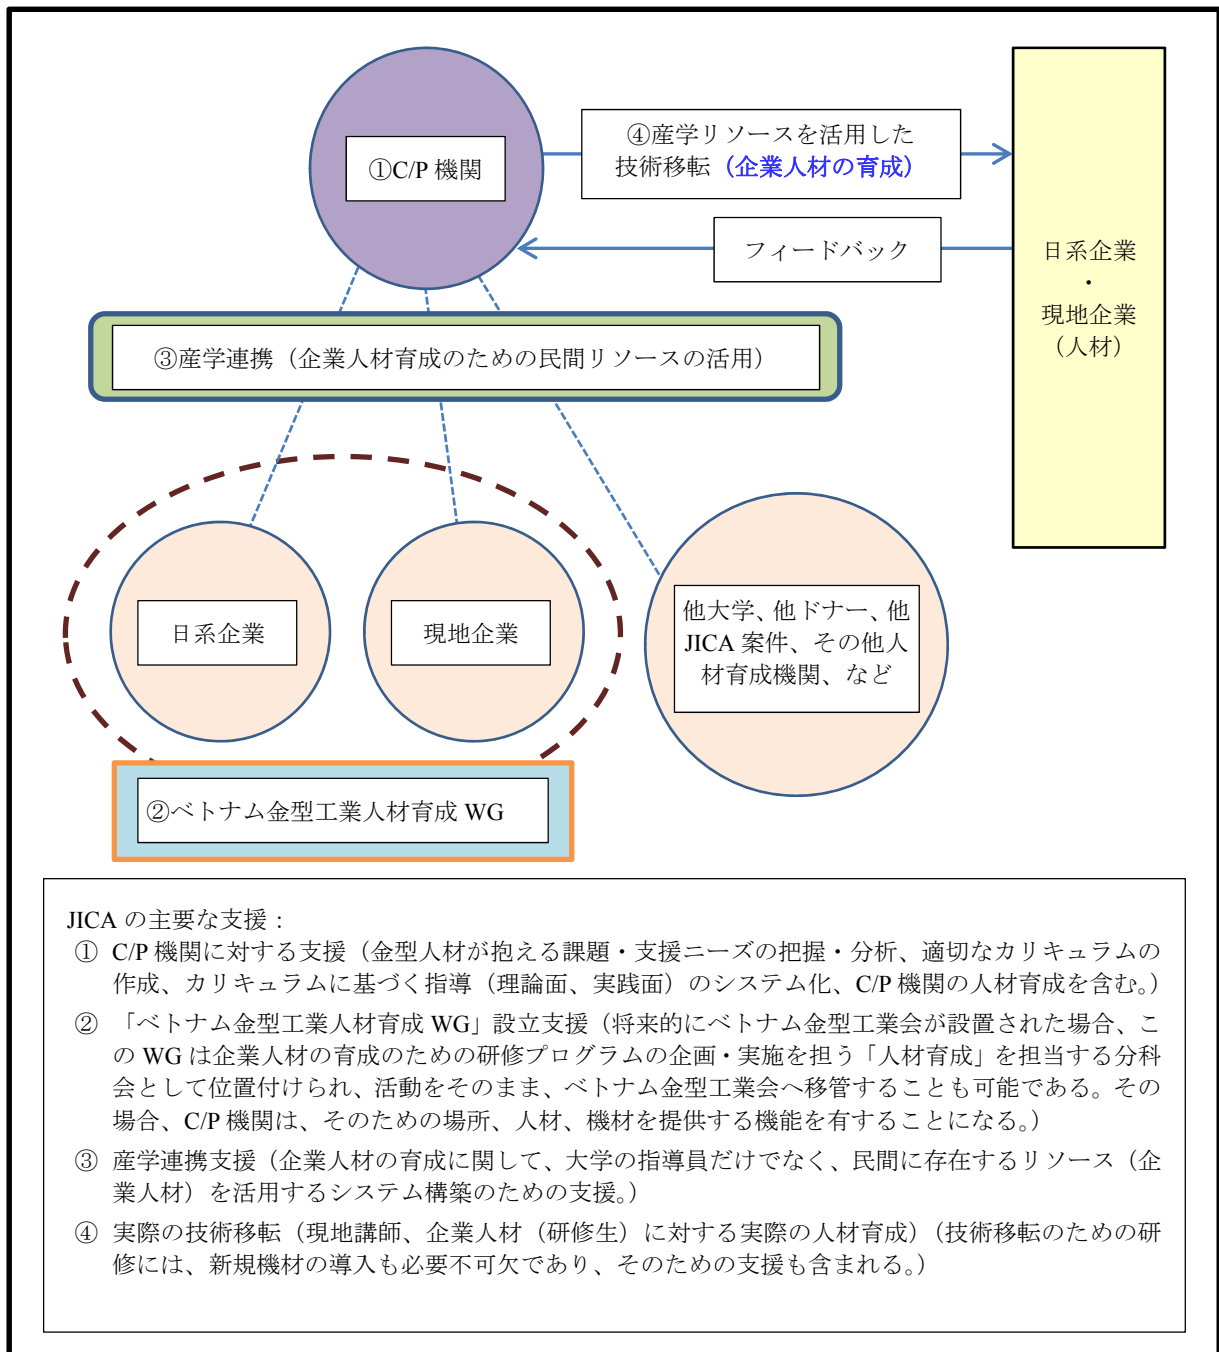 ①C/P 機関
④産学リソースを活用した
技術移転（企業人材の育成）
フィードバック
日系企業
・
現地企業
（人材）
③産学連携（企業人材育成のための民間リソースの活用）
日系企業
現地企業
他大学、他ドナー、他
JICA 案件、その他人
材育成機関、など
②ベトナム金型工業人材育成 WG
JICA の主要な支援：
① C/P 機関に対する支援（金型人材が抱える課題・支援ニーズの把握・分析、適切なカリキュラムの
作成、カリキュラムに基づく指導（理論面、実践面）のシステム化、C/P 機関の人材育成を含む。）
② 「ベトナム金型工業人材育成 WG」設立支援（将来的にベトナム金型工業会が設置された場合、こ
の WG は企業人材の育成のための研修プログラムの企画・実施を担う「人材育成」を担当する分科
会として位置付けられ、活動をそのまま、ベトナム金型工業会へ移管することも可能である。その
場合、C/P 機関は、そのための場所、人材、機材を提供する機能を有することになる。）
③ 産学連携支援（企業人材の育成に関して、大学の指導員だけでなく、民間に存在するリソース（企
業人材）を活用するシステム構築のための支援。）
④ 実際の技術移転（現地講師、企業人材（研修生）に対する実際の人材育成）（技術移転のための研
修には、新規機材の導入も必要不可欠であり、そのための支援も含まれる。）